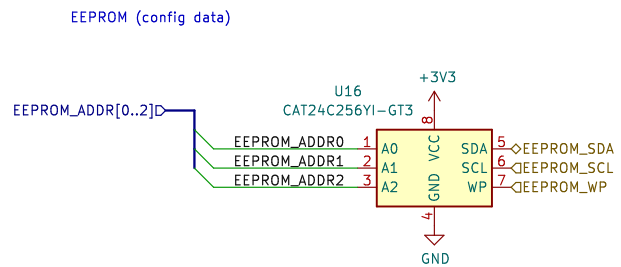 EEPROM (config data)
+3V3
U16
CAT24C256YI-GT3
EEPROM_ADDR[0..2]
8
VCC
EEPROM_ADDR0 1 A0 SDA 5 EEPROM_SDA
EEPROM_ADDR1 2 A1 SCL 6 EEPROM_SCL
EEPROM_ADDR2 3 A2 WP 7 EEPROM_WP
GND
4
GND